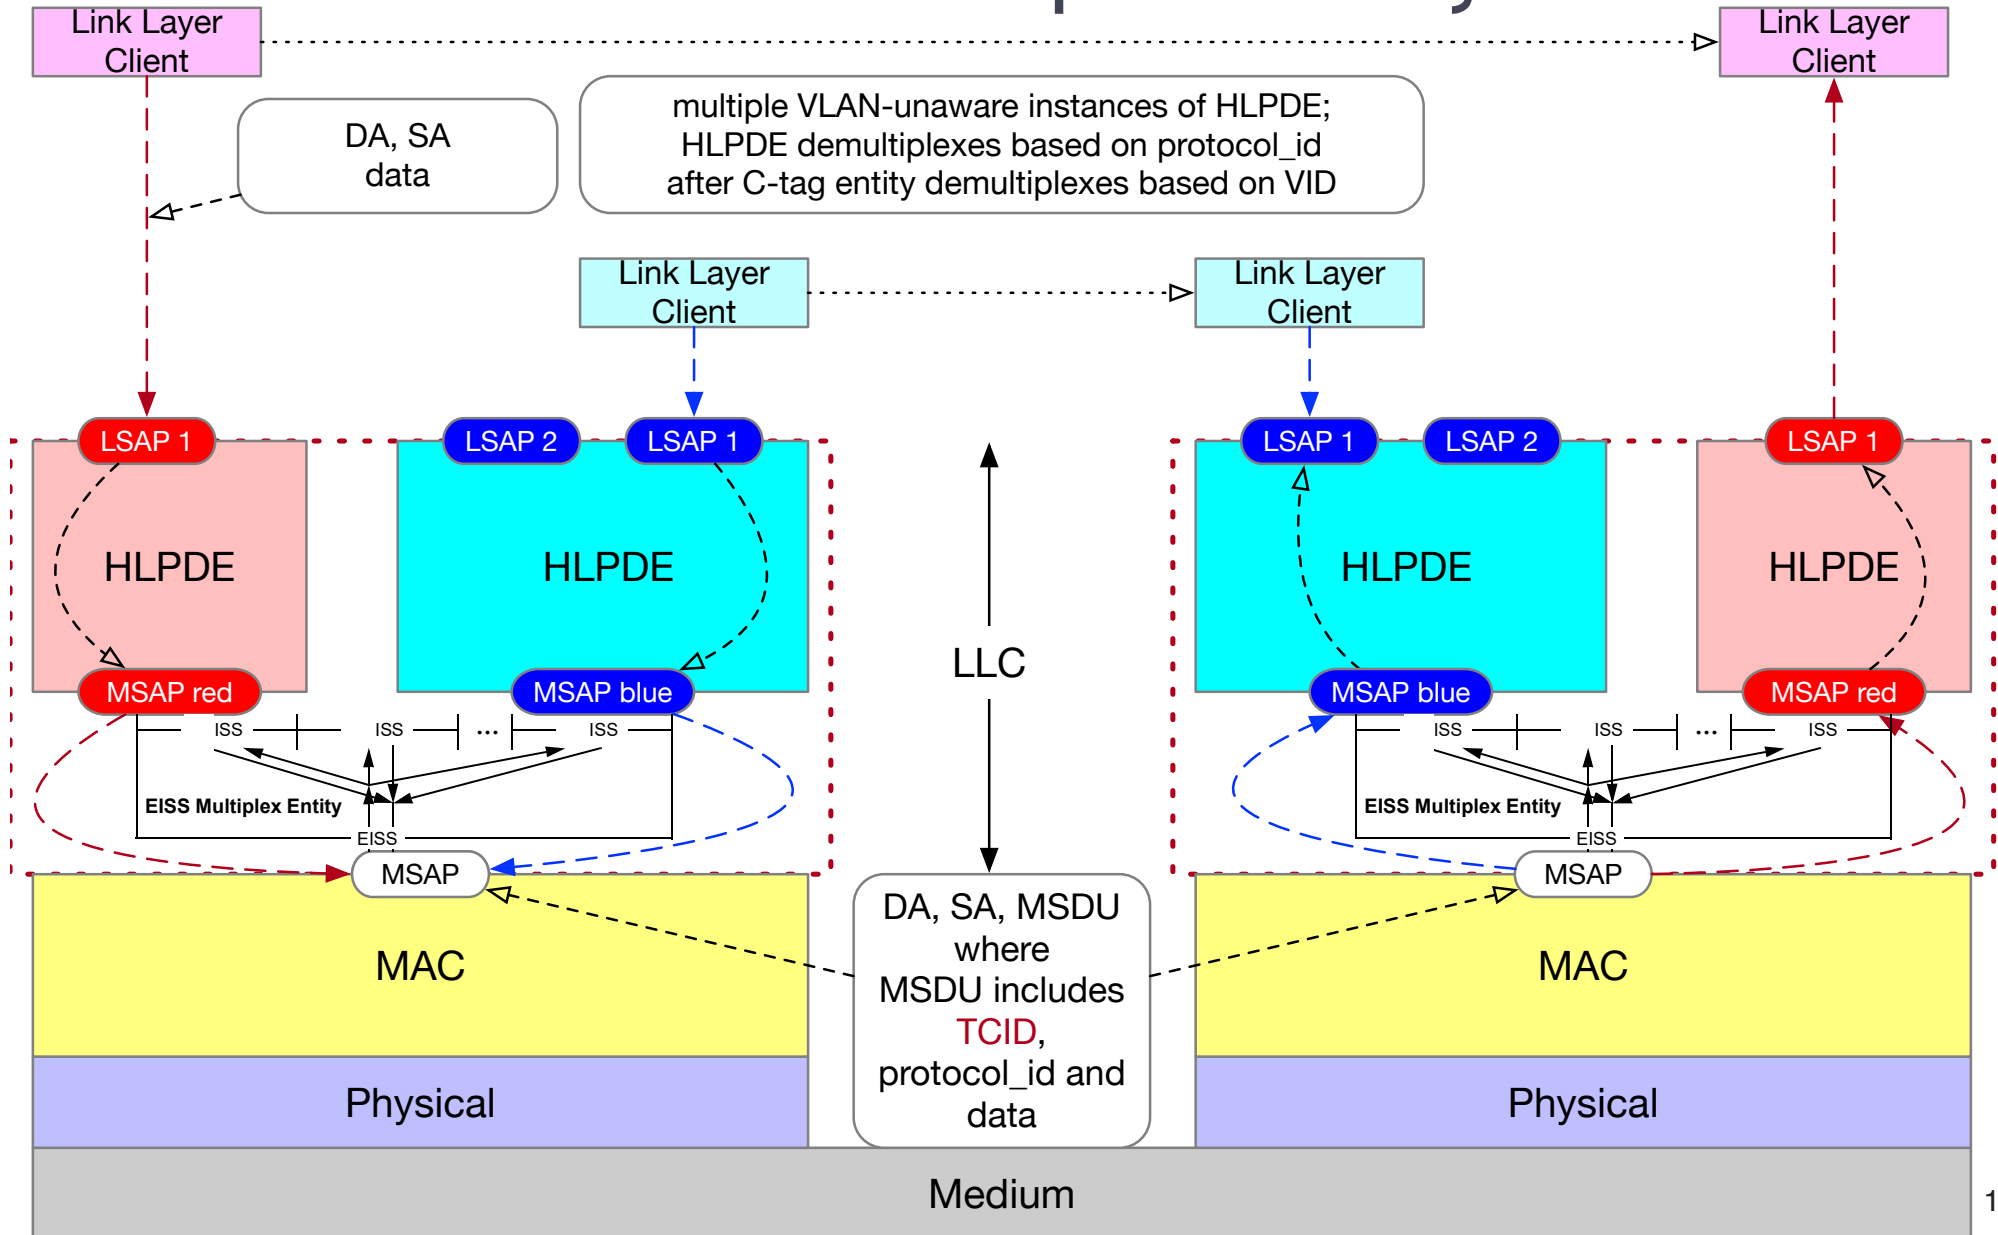 Link Layer
Client
Link Layer
Client
DA, SA
data
multiple VLAN-unaware instances of HLPDE;
HLPDE demultiplexes based on protocol_id
after C-tag entity demultiplexes based on VID
Link Layer
Client
Link Layer
Client
LSAP 1
LSAP 2
LSAP 1
LSAP 1
LSAP 2
LSAP 1
HLPDE
HLPDE
HLPDE
HLPDE
LLC
MSAP red
MSAP blue
MSAP blue
MSAP red
ISS
ISS
...
ISS
ISS
ISS
...
ISS
EISS Multiplex Entity
EISS Multiplex Entity
EISS
EISS
MSAP
MSAP
DA, SA, MSDU
where
MSDU includes
TCID,
protocol_id and
data
MAC
MAC
Physical
Physical
Medium
1